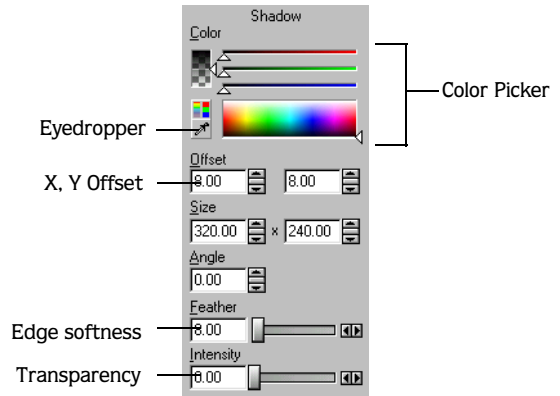 Shadow
Color
Color Picker
Eyedropper
Offset
X, Y Offset
8.00 8.00
Size
320.00 x 240.00
Angle
0.00
Feather
Edge softness
8.00
Intensity
Transparency
0.00